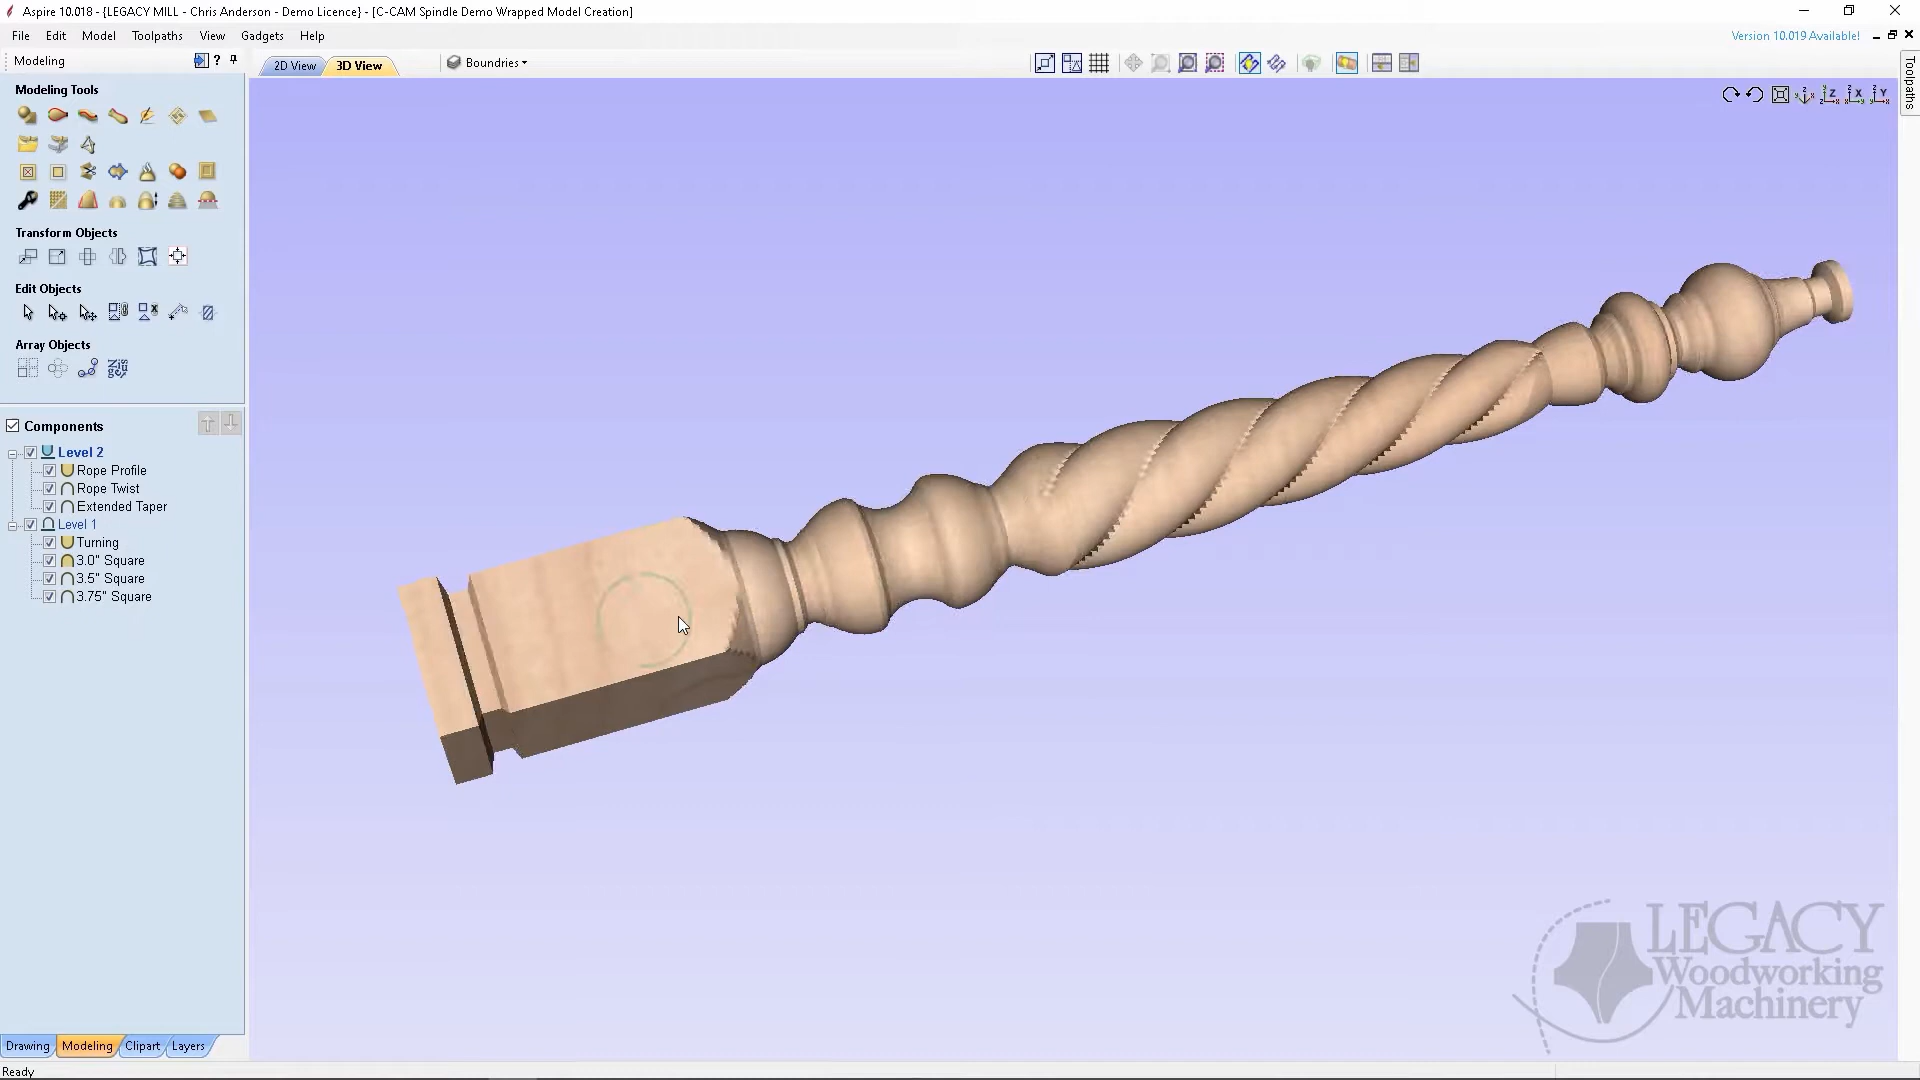 Aspire 10.018 - {LEGACY MILL - Chris Anderson - Demo Licence} - [C-CAM Spindle Demo Wrapped Model Creation]
File Edit Model Toolpaths View Gadgets Help
Version 10.019 Available!
Modeling
2D View 3D View
Boundries
Toolpaths
Modeling Tools
Transform Objects
Edit Objects
Array Objects
Components
Level 2
Rope Profile
Rope Twist
Extended Taper
Level 1
Turning
3.0" Square
3.5" Square
3.75" Square
LEGACY
Woodworking
Machinery
Drawing Modeling Clipart Layers
Ready